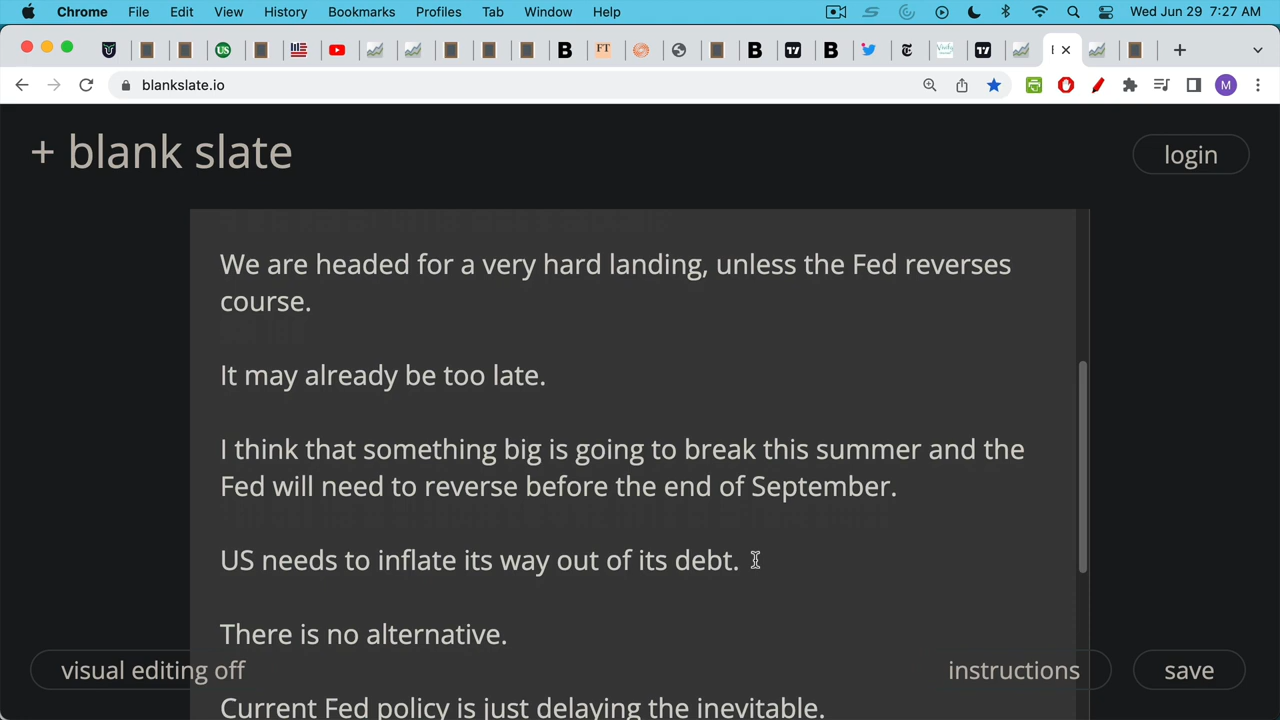 Chrome File Edit View History Bookmarks Profiles Tab Window Help Wed Jun 29 7:27 AM
blankslate.io
+ blank slate
login
We are headed for a very hard landing, unless the Fed reverses
course.
It may already be too late.
I think that something big is going to break this summer and the
Fed will need to reverse before the end of September.
US needs to inflate its way out of its debt.
There is no alternative.
visual editing off
instructions
save
Current Fed policy is just delaying the inevitable.